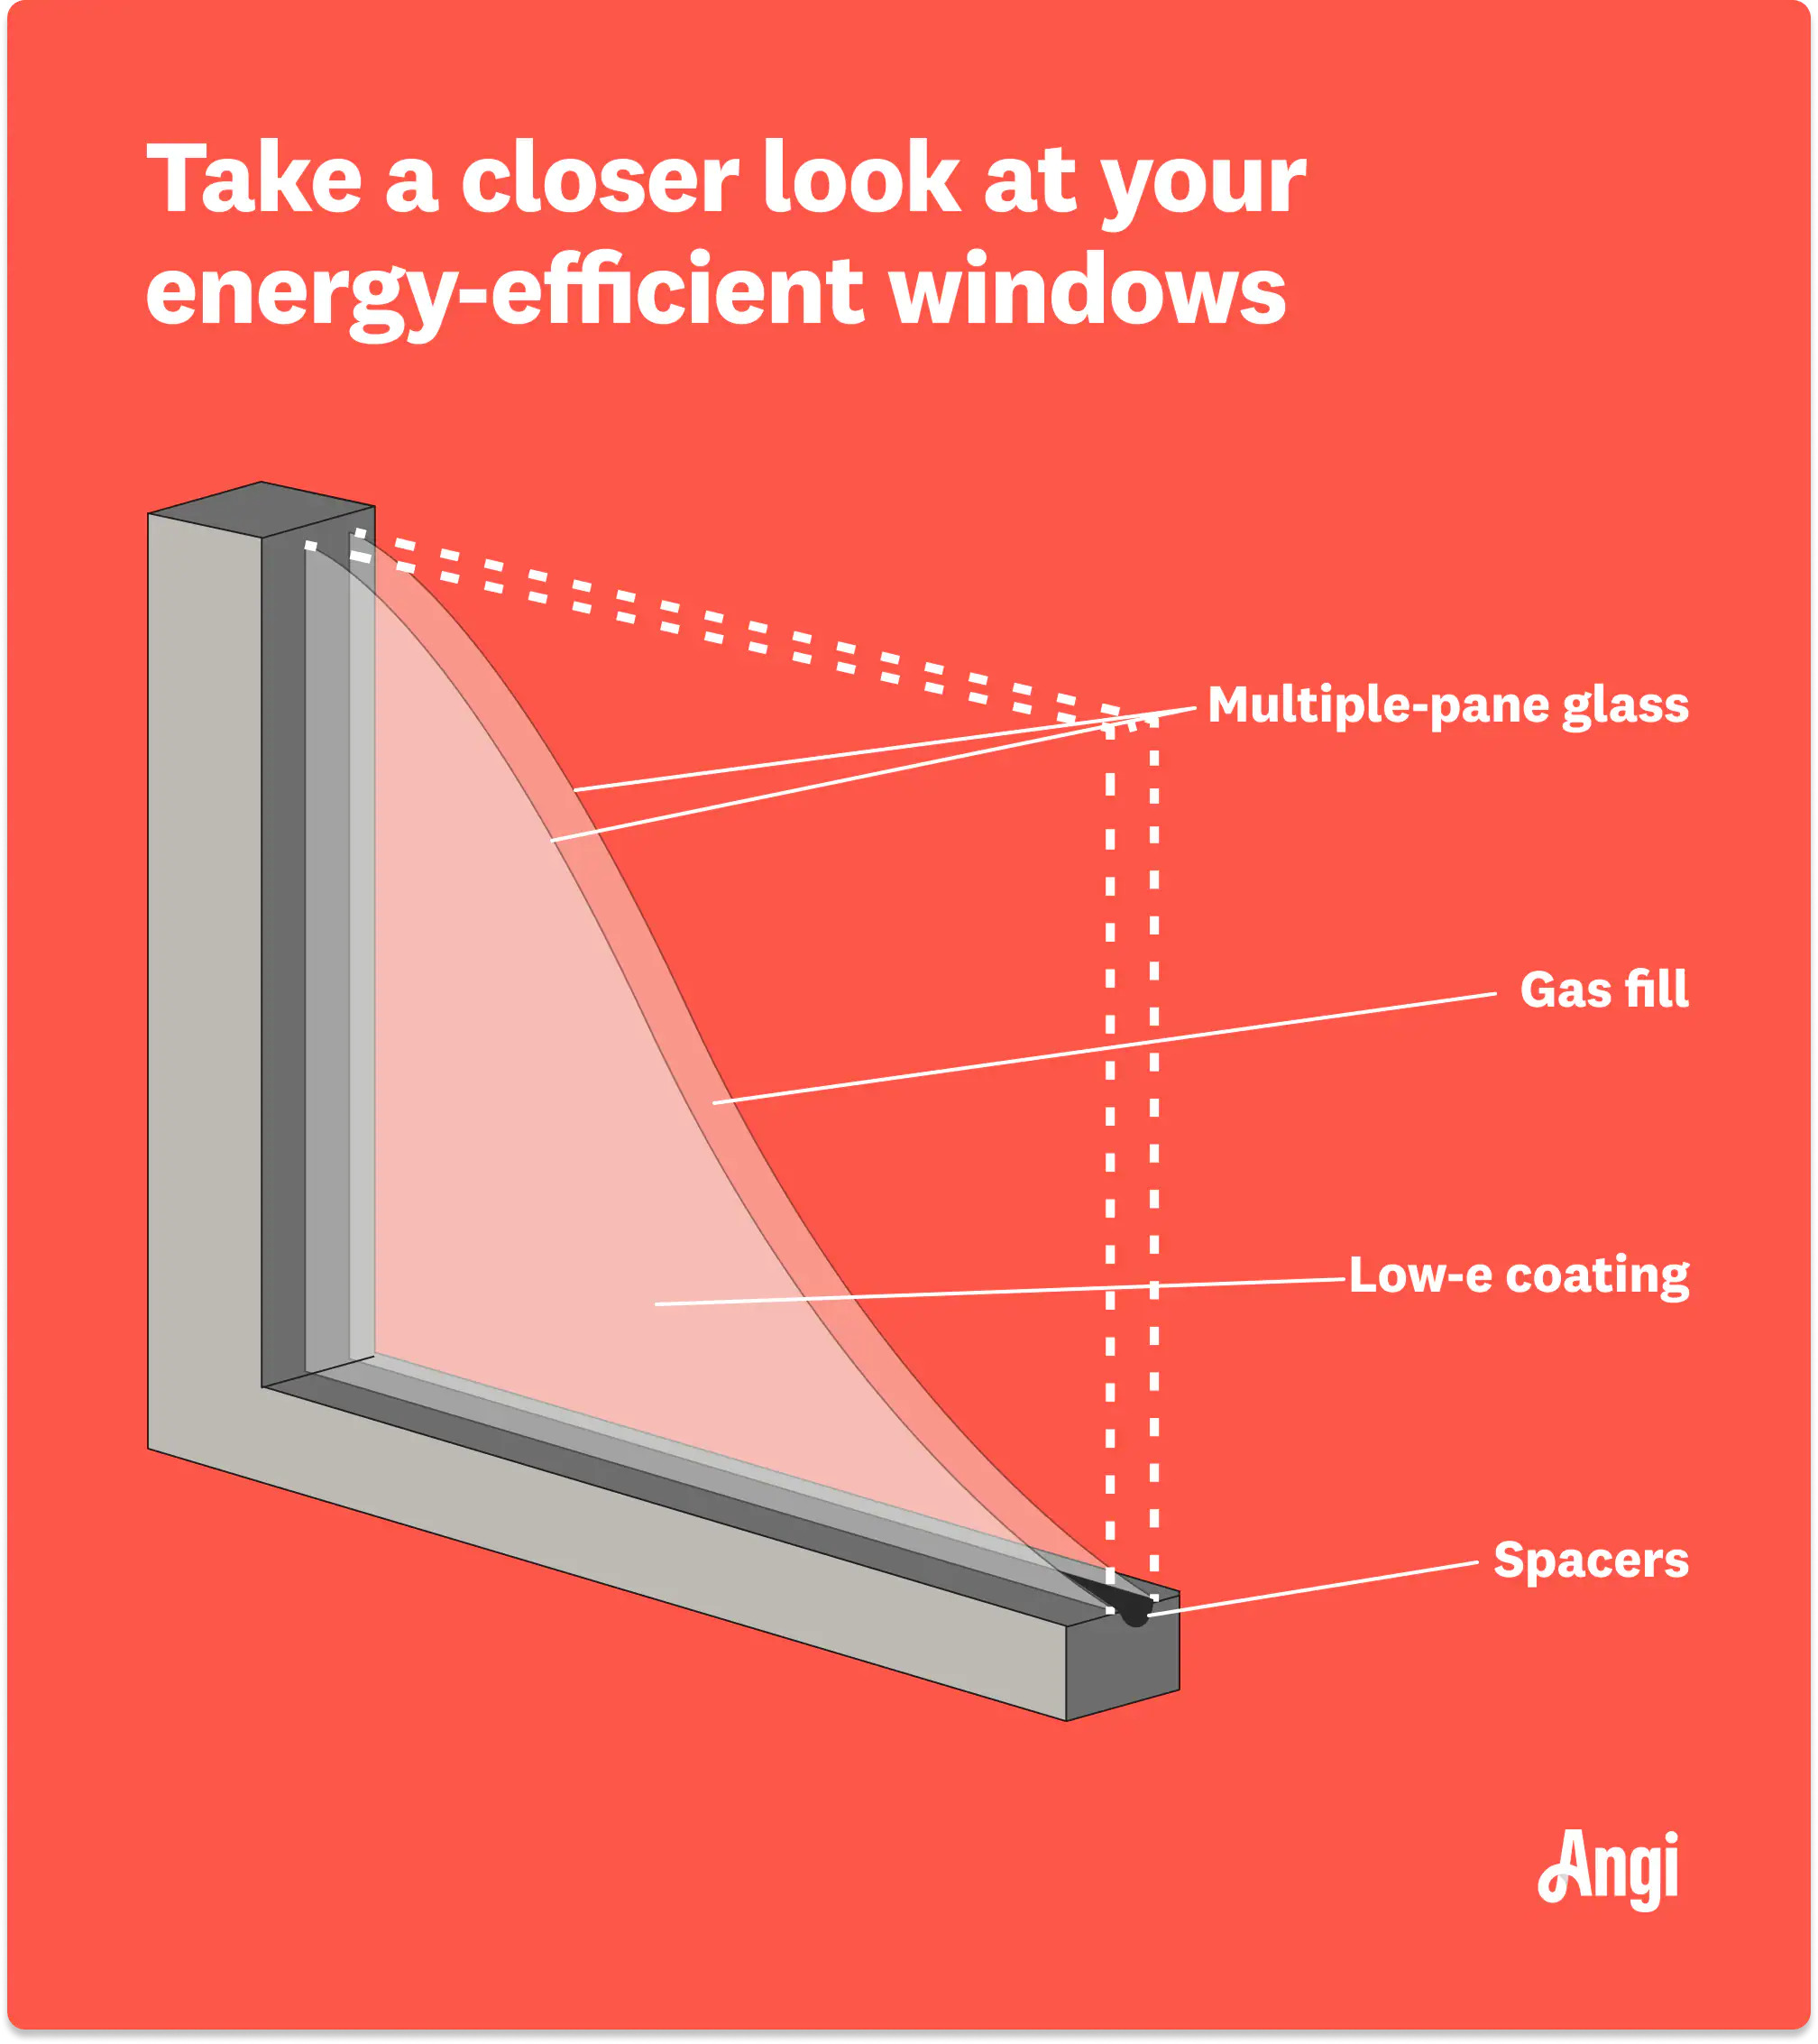 Take a closer look at your
energy-efficient windows
Multiple-pane glass
Gas fill
Low-e coating
Spacers
Angi